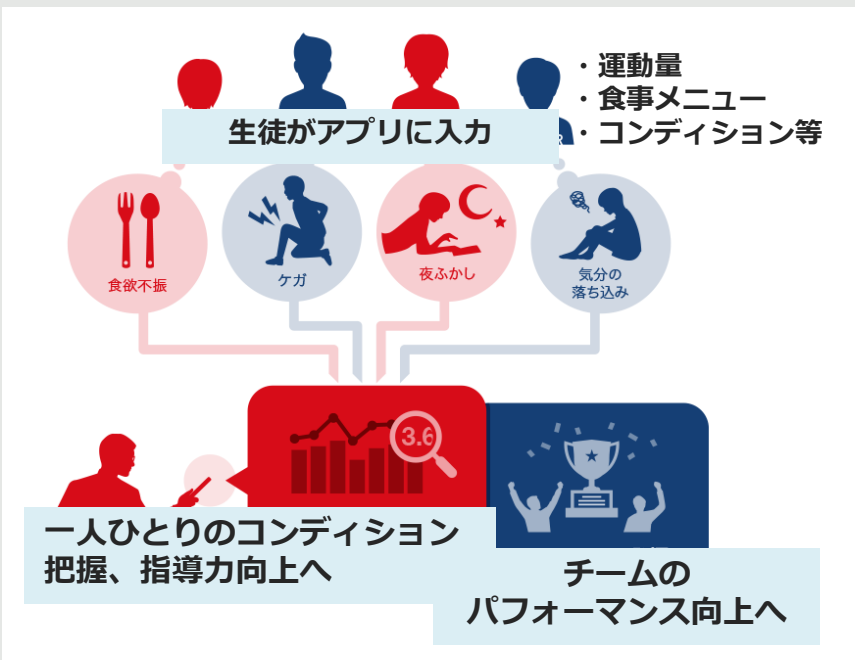 ・運動量
・食事メニュー
・コンディション等
生徒がアプリに入力
食欲不振
ケガ
夜ふかし
気分の
落ち込み
3.6
一人ひとりのコンディション
把握、指導力向上へ
チームの
パフォーマンス向上へ